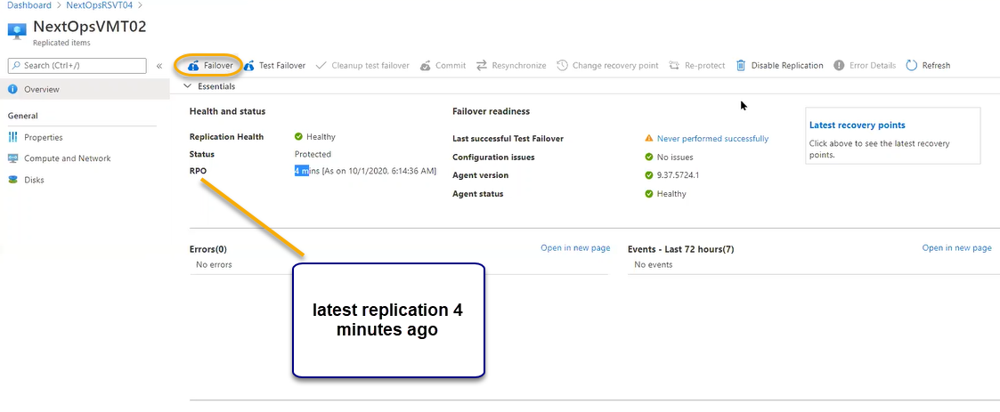 Dashboard > NextOpsRSVT04 >
NextOpsVMT02
Replicated items
Search (Ctrl+/)
«
Failover
Test Failover
Cleanup test failover
Commit
Resynchronize
Change recovery point
Re-protect
Disable Replication
Error Details
Refresh
Overview
General
Properties
Compute and Network
Disks
Essentials
Health and status
Replication Health Healthy
Status Protected
RPO 4 mins [As on 10/1/2020, 6:14:36 AM]
Failover readiness
Last successful Test Failover Never performed successfully
Configuration issues No issues
Agent version 9.37.5724.1
Agent status Healthy
Latest recovery points
Click above to see the latest recovery
points.
Errors(0) Open in new page
No errors
Events - Last 72 hours(7) Open in new page
No events
latest replication 4
minutes ago